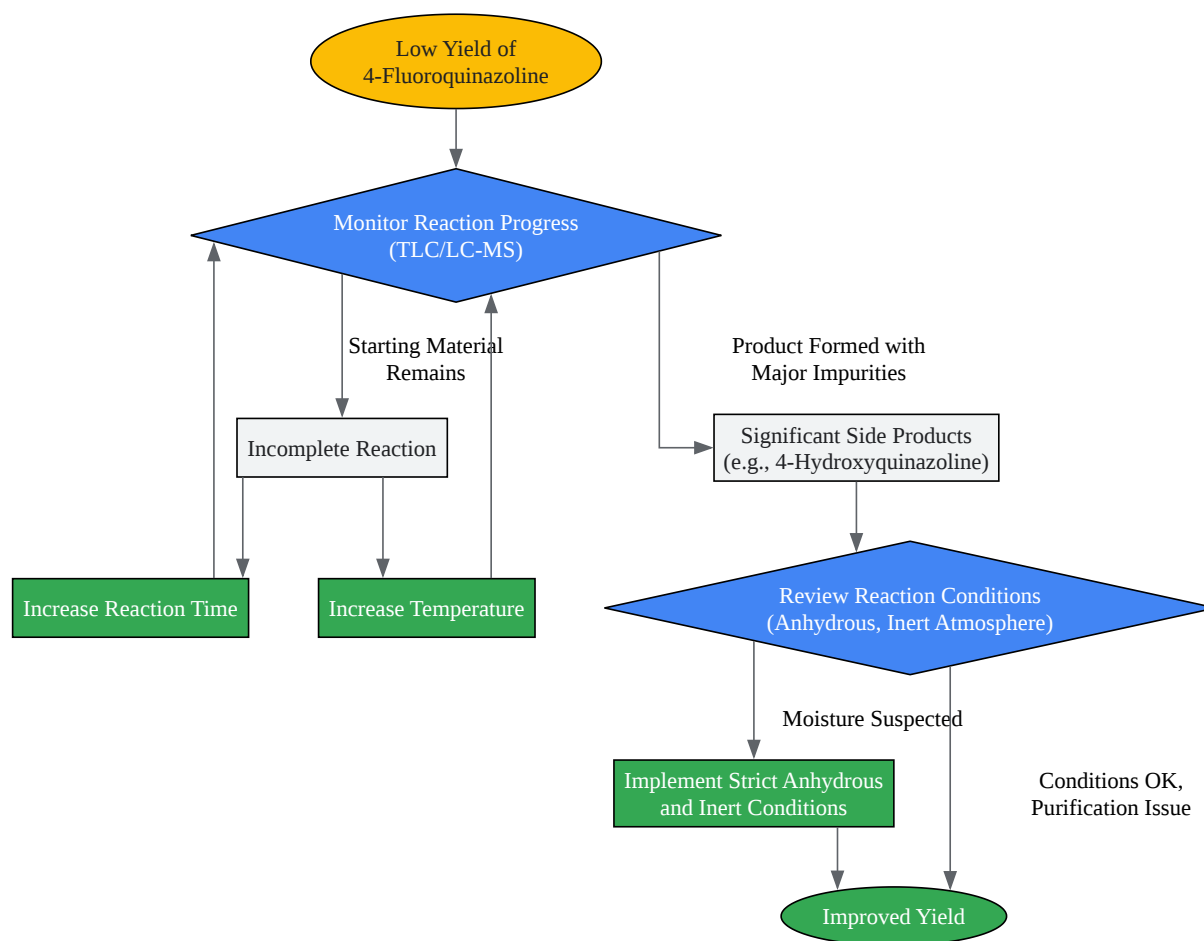 Low Yield of
4-Fluoroquinazoline
Monitor Reaction Progress
(TLC/LC-MS)
Starting Material
Remains
Product Formed with
Major Impurities
Incomplete Reaction
Significant Side Products
(e.g., 4-Hydroxyquinazoline)
Increase Reaction Time
Increase Temperature
Review Reaction Conditions
(Anhydrous, Inert Atmosphere)
Moisture Suspected
Implement Strict Anhydrous
and Inert Conditions
Conditions OK,
Purification Issue
Improved Yield